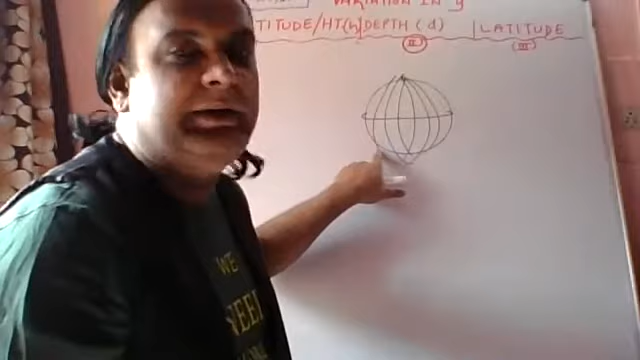 VARIATION IN g
TITUDE/HT(h) DEPTH (d) LATITUDE
II III
WE